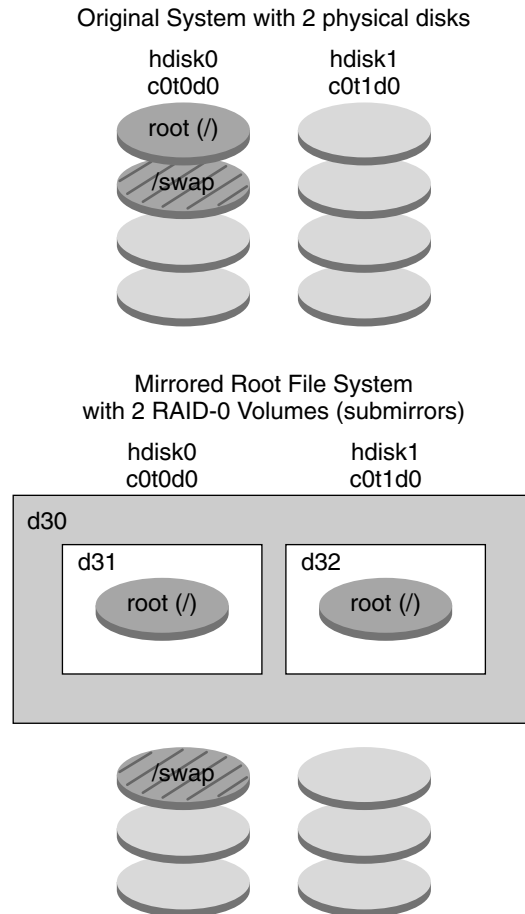 Original System with 2 physical disks
hdisk0
c0t0d0
hdisk1
c0t1d0
root (/)
/swap
Mirrored Root File System
with 2 RAID-0 Volumes (submirrors)
hdisk0
c0t0d0
hdisk1
c0t1d0
d30
d31
d32
root (/)
root (/)
/swap